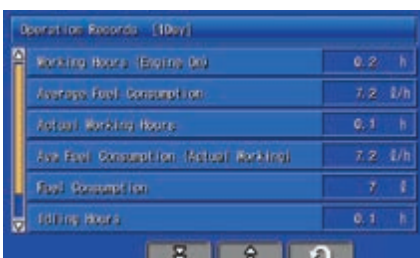 Operation Records [1Day]
Working Hours (Engine On) 0.2 h
Average Fuel Consumption 7.2 ℓ/h
Actual Working Hours 0.1 h
Ave Fuel Consumption (Actual Working) 7.2 ℓ/h
Fuel Consumption 7 ℓ
Idling Hours 0.1 h